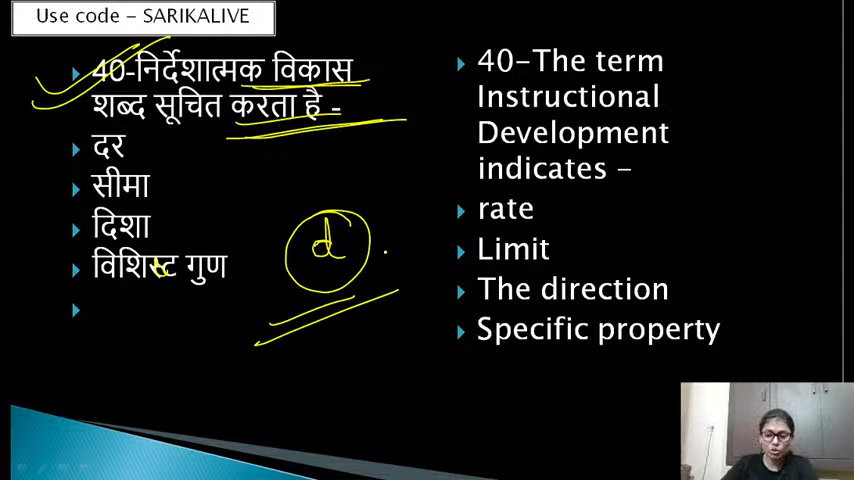 Use code – SARIKALIVE
40-निर्देशात्मक विकास
शब्द सूचित करता है -
दर
सीमा
दिशा
विशिस्ट गुण
d
40-The term
Instructional
Development
indicates –
rate
Limit
The direction
Specific property